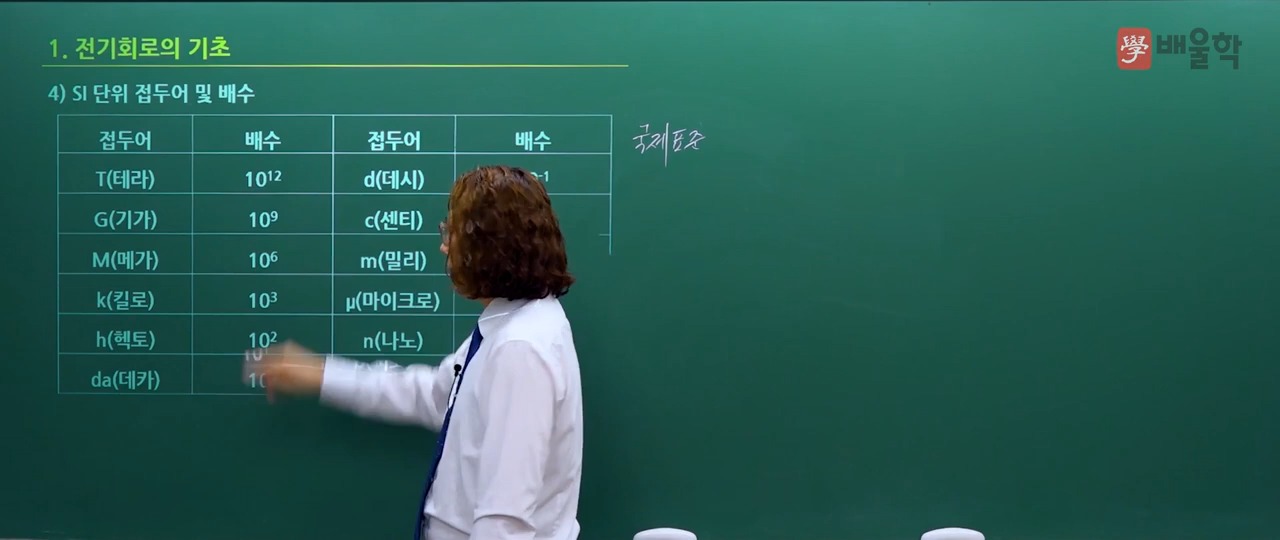 1. 전기회로의 기초
學 배울학
4) SI 단위 접두어 및 배수
접두어 배수 접두어 배수 국제표준
T(테라) 10¹² d(데시) ⁻¹
G(기가) 10⁹ c(센티)
M(메가) 10⁶ m(밀리)
k(킬로) 10³ μ(마이크로)
h(헥토) 10² n(나노)
da(데카) 10